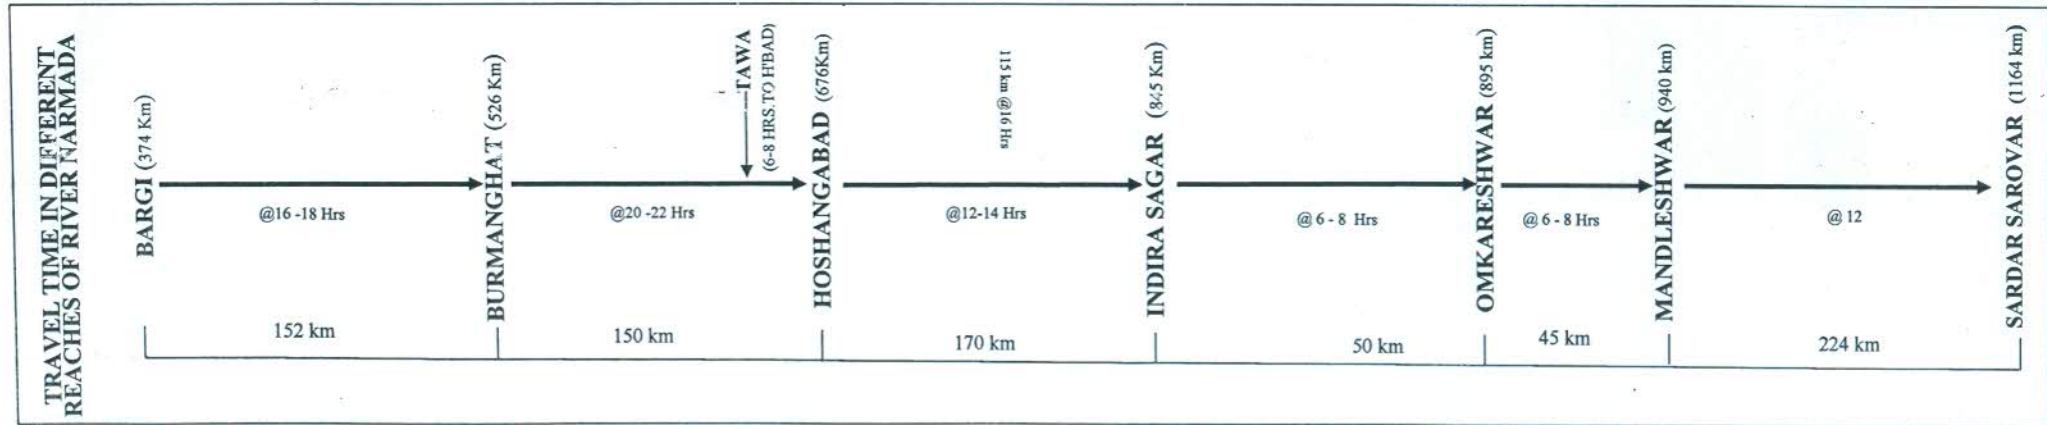 TRAVEL TIME IN DIFFERENT
REACHES OF RIVER NARMADA
BARGI (374 Km)
@16 -18 Hrs
152 km
BURMANGHAT (526 Km)
@20 -22 Hrs
150 km
TAWA
(6-8 HRS.TO H'BAD)
HOSHANGABAD (676Km)
@12-14 Hrs
115 km @16 Hrs
170 km
INDIRA SAGAR (845 Km)
@ 6 - 8 Hrs
50 km
OMKARESHWAR (895 km)
@ 6 - 8 Hrs
45 km
MANDLESHWAR (940 km)
@ 12
224 km
SARDAR SAROVAR (1164 km)